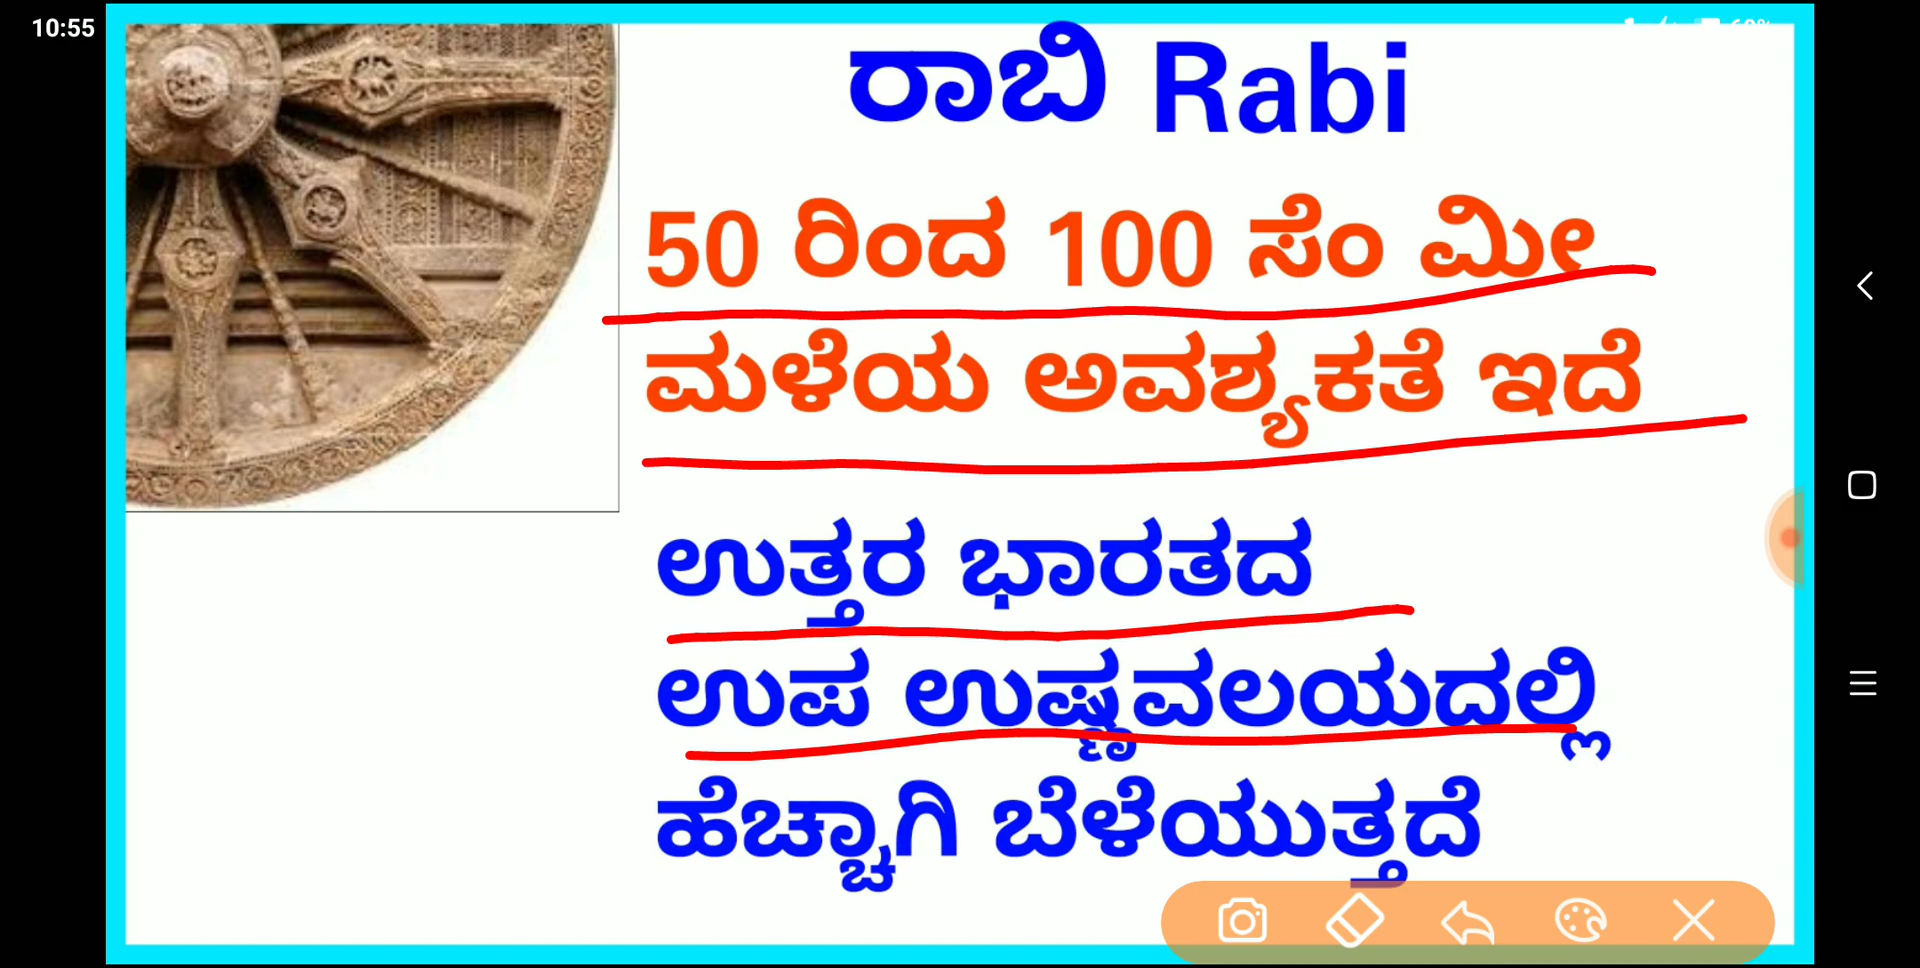 10:55
ರಾಬಿ Rabi
50 ರಿಂದ 100 ಸೆಂ ಮೀ
ಮಳೆಯ ಅವಶ್ಯಕತೆ ಇದೆ
ಉತ್ತರ ಭಾರತದ
ಉಪ ಉಷ್ಣವಲಯದಲ್ಲಿ
ಹೆಚ್ಚಾಗಿ ಬೆಳೆಯುತ್ತದೆ